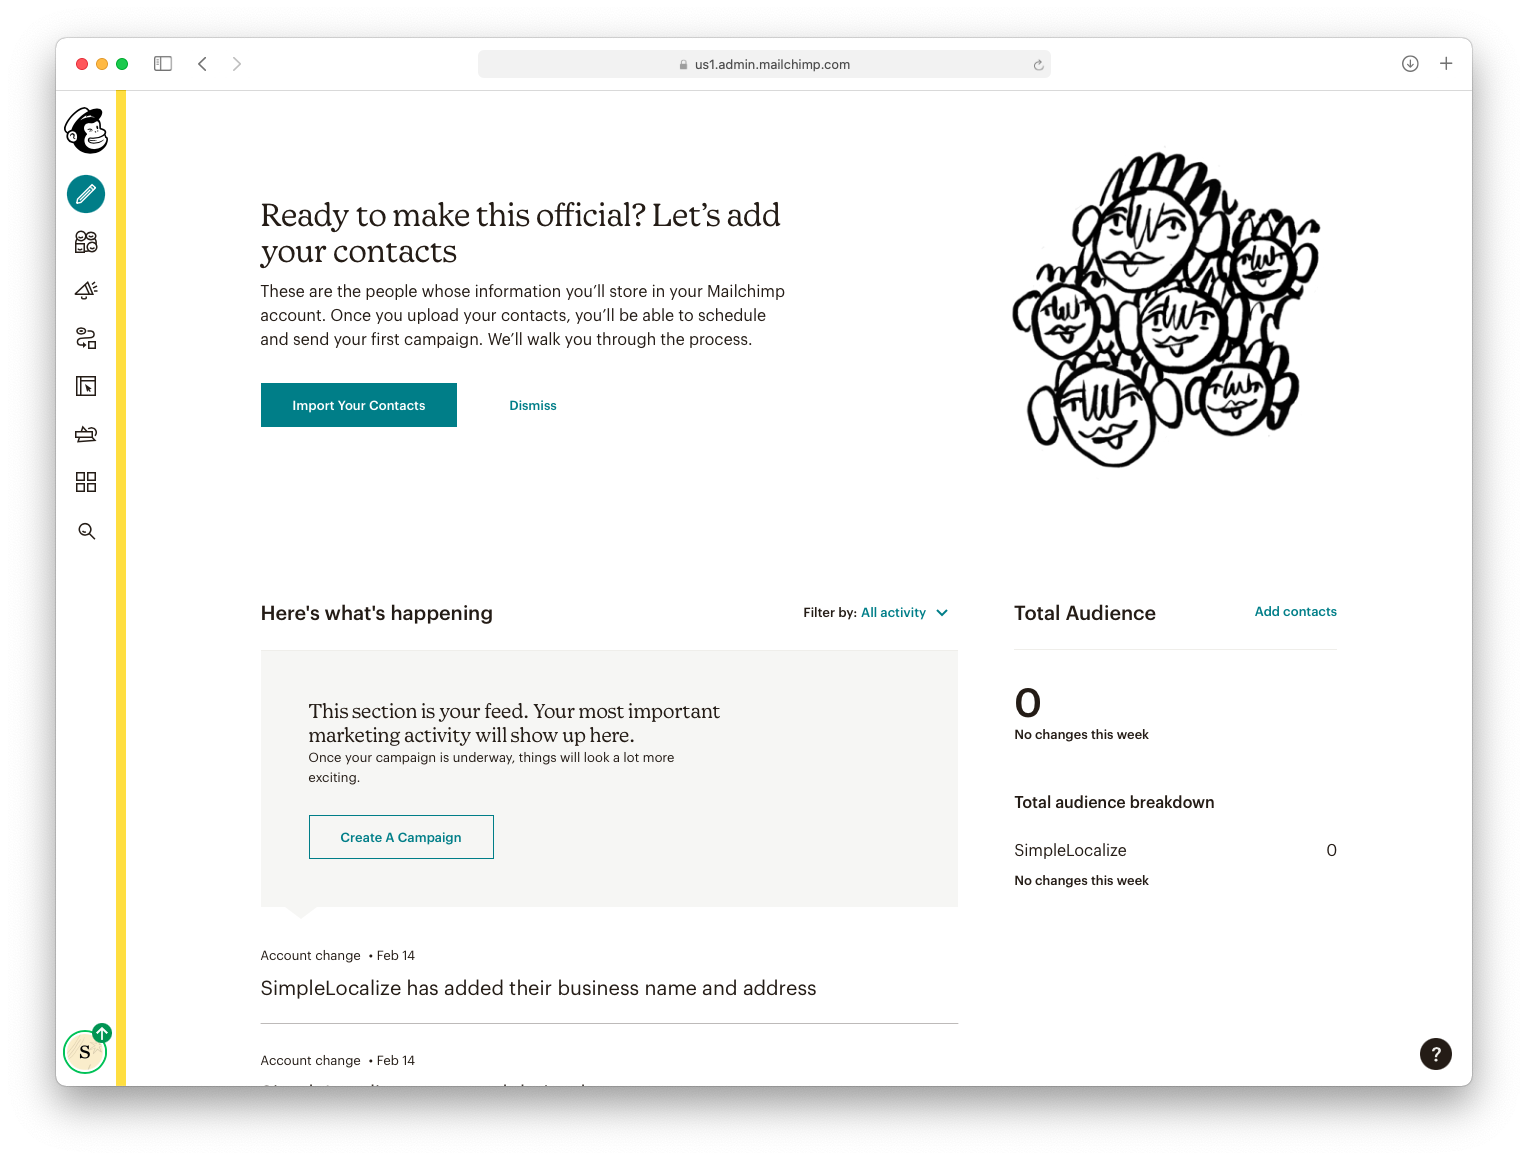 us1.admin.mailchimp.com
Ready to make this official? Let’s add
your contacts
These are the people whose information you’ll store in your Mailchimp
account. Once you upload your contacts, you’ll be able to schedule
and send your first campaign. We’ll walk you through the process.
Import Your Contacts
Dismiss
Here's what's happening
Filter by: All activity
This section is your feed. Your most important
marketing activity will show up here.
Once your campaign is underway, things will look a lot more
exciting.
Create A Campaign
Account change • Feb 14
SimpleLocalize has added their business name and address
Account change • Feb 14
Total Audience
Add contacts
0
No changes this week
Total audience breakdown
SimpleLocalize 0
No changes this week
S
?